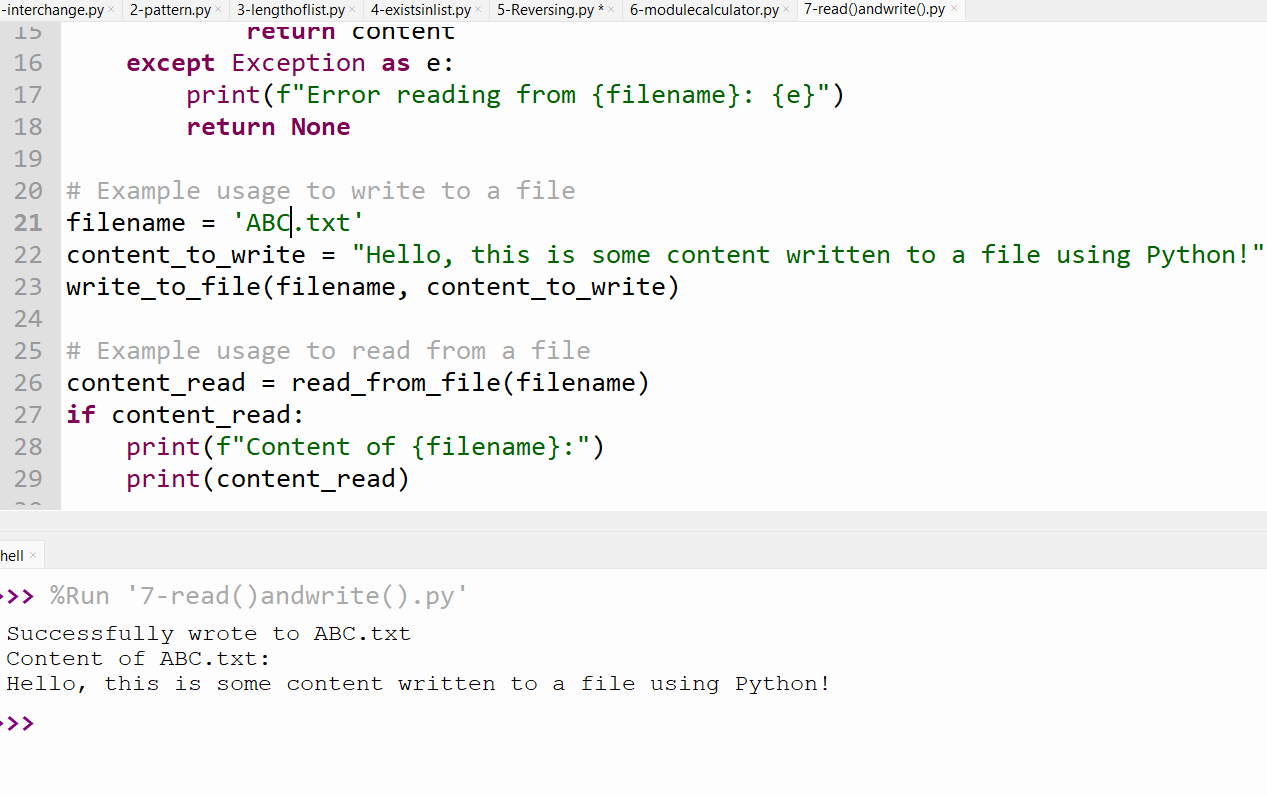 -interchange.py × 2-pattern.py × 3-lengthoflist.py × 4-existsinlist.py × 5-Reversing.py * × 6-modulecalculator.py × 7-read()andwrite().py ×
15             return content
16     except Exception as e:
17         print(f"Error reading from {filename}: {e}")
18         return None
19
20 # Example usage to write to a file
21 filename = 'ABC.txt'
22 content_to_write = "Hello, this is some content written to a file using Python!"
23 write_to_file(filename, content_to_write)
24
25 # Example usage to read from a file
26 content_read = read_from_file(filename)
27 if content_read:
28     print(f"Content of {filename}:")
29     print(content_read)
hell ×
>>> %Run '7-read()andwrite().py'
Successfully wrote to ABC.txt
Content of ABC.txt:
Hello, this is some content written to a file using Python!
>>>